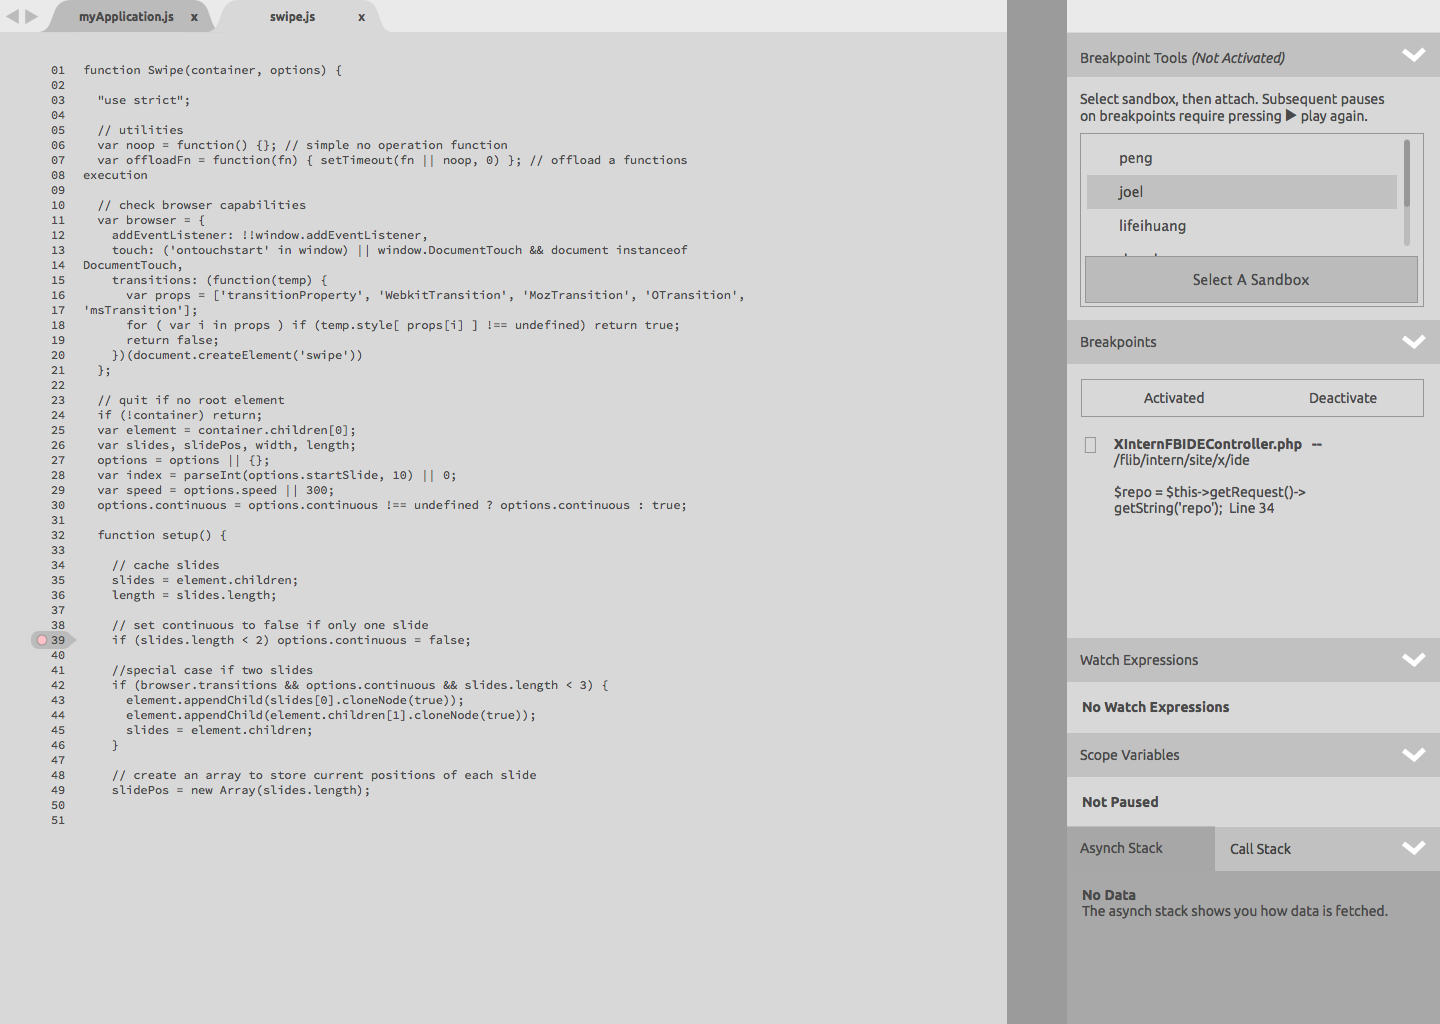 myApplication.js x swipe.js x
01 function Swipe(container, options) {
02
03 "use strict";
04
05 // utilities
06 var noop = function() {}; // simple no operation function
07 var offloadFn = function(fn) { setTimeout(fn || noop, 0) }; // offload a functions
08 execution
09
10 // check browser capabilities
11 var browser = {
12 addEventListener: !!window.addEventListener,
13 touch: ('ontouchstart' in window) || window.DocumentTouch && document instanceof
14 DocumentTouch,
15 transitions: (function(temp) {
16 var props = ['transitionProperty', 'WebkitTransition', 'MozTransition', 'OTransition',
17 'msTransition'];
18 for ( var i in props ) if (temp.style[ props[i] ] !== undefined) return true;
19 return false;
20 })(document.createElement('swipe'))
21 };
22
23 // quit if no root element
24 if (!container) return;
25 var element = container.children[0];
26 var slides, slidePos, width, length;
27 options = options || {};
28 var index = parseInt(options.startSlide, 10) || 0;
29 var speed = options.speed || 300;
30 options.continuous = options.continuous !== undefined ? options.continuous : true;
31
32 function setup() {
33
34 // cache slides
35 slides = element.children;
36 length = slides.length;
37
38 // set continuous to false if only one slide
39 if (slides.length < 2) options.continuous = false;
40
41 //special case if two slides
42 if (browser.transitions && options.continuous && slides.length < 3) {
43 element.appendChild(slides[0].cloneNode(true));
44 element.appendChild(element.children[1].cloneNode(true));
45 slides = element.children;
46 }
47
48 // create an array to store current positions of each slide
49 slidePos = new Array(slides.length);
50
51
Breakpoint Tools (Not Activated)
Select sandbox, then attach. Subsequent pauses
on breakpoints require pressing ▶ play again.
peng
joel
lifeihuang
Select A Sandbox
Breakpoints
Activated Deactivate
XInternFBIDEController.php --
/flib/intern/site/x/ide
$repo = $this->getRequest()->
getString('repo'); Line 34
Watch Expressions
No Watch Expressions
Scope Variables
Not Paused
Asynch Stack Call Stack
No Data
The asynch stack shows you how data is fetched.